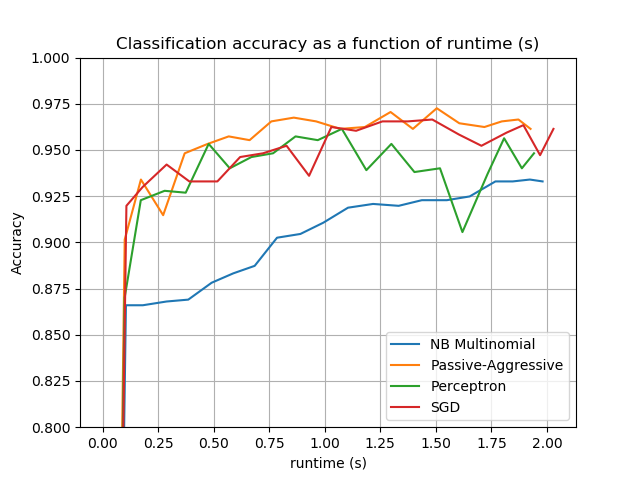 Classification accuracy as a function of runtime (s)
1.000
0.975
0.950
0.925
0.900
0.875
0.850
0.825
0.800
Accuracy
NB Multinomial
Passive-Aggressive
Perceptron
SGD
0.00 0.25 0.50 0.75 1.00 1.25 1.50 1.75 2.00
runtime (s)